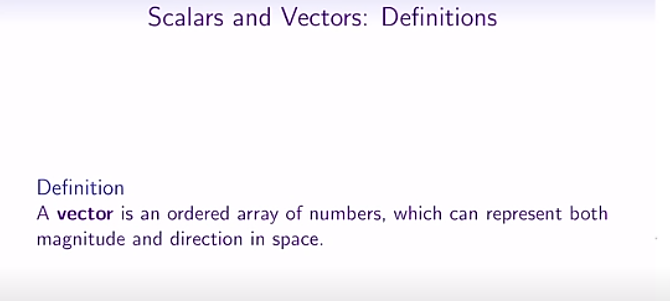 Scalars and Vectors: Definitions
Definition
A vector is an ordered array of numbers, which can represent both
magnitude and direction in space.